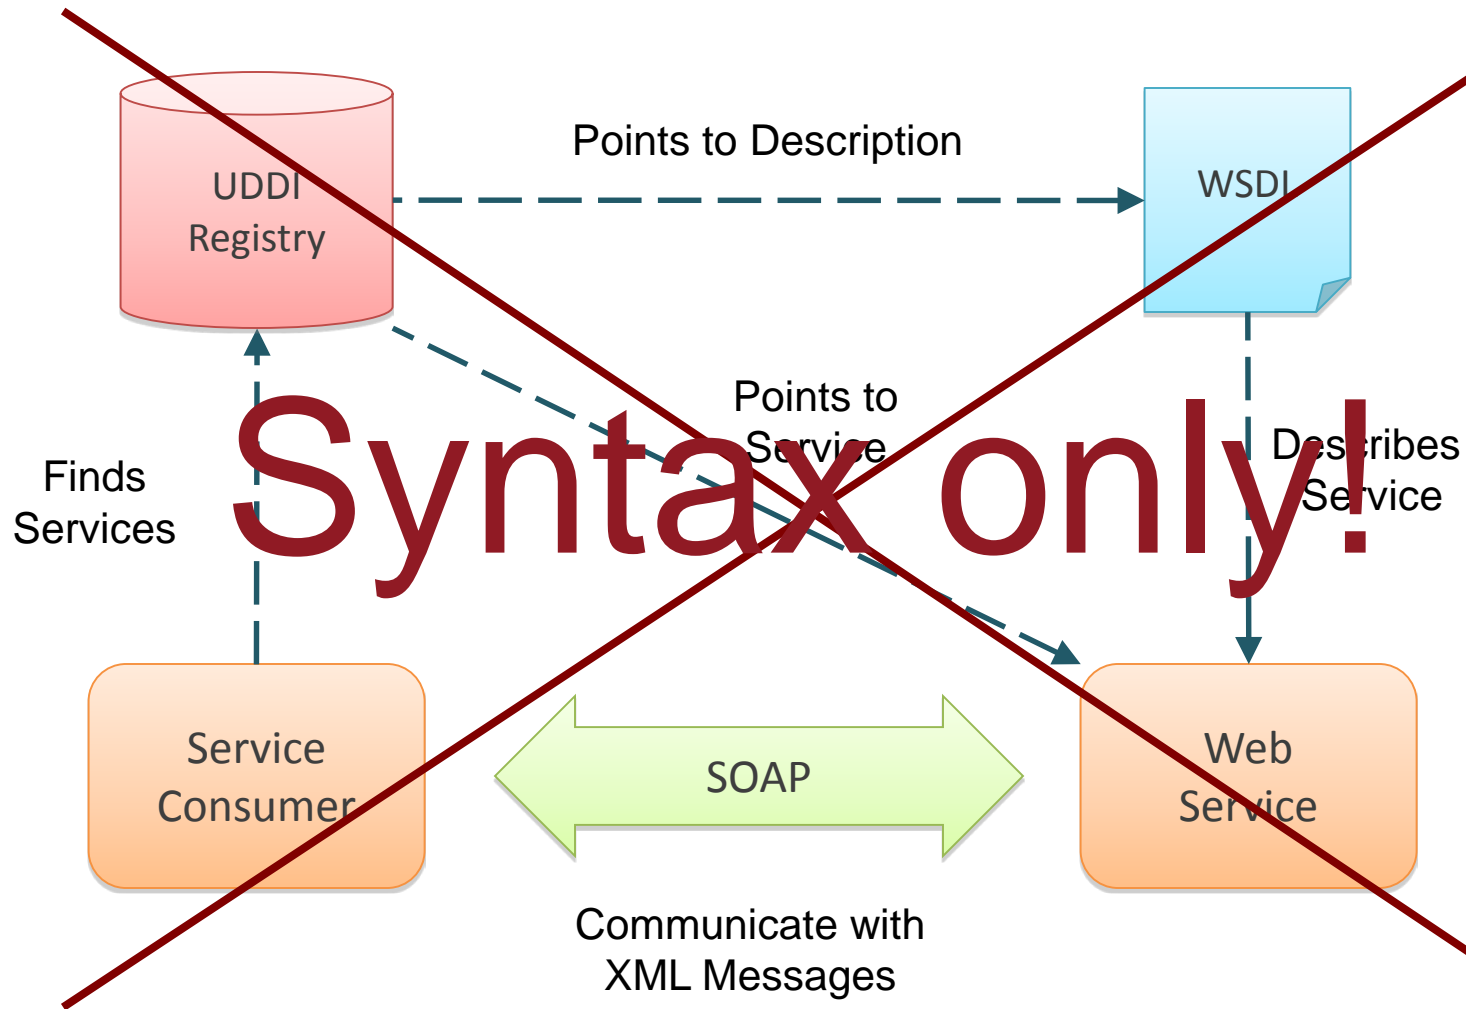 Points to Description
UDDI
Registry
WSDL
Points to
Service
Syntax only!
Describes
Service
Finds
Services
Service
Consumer
SOAP
Web
Service
Communicate with
XML Messages